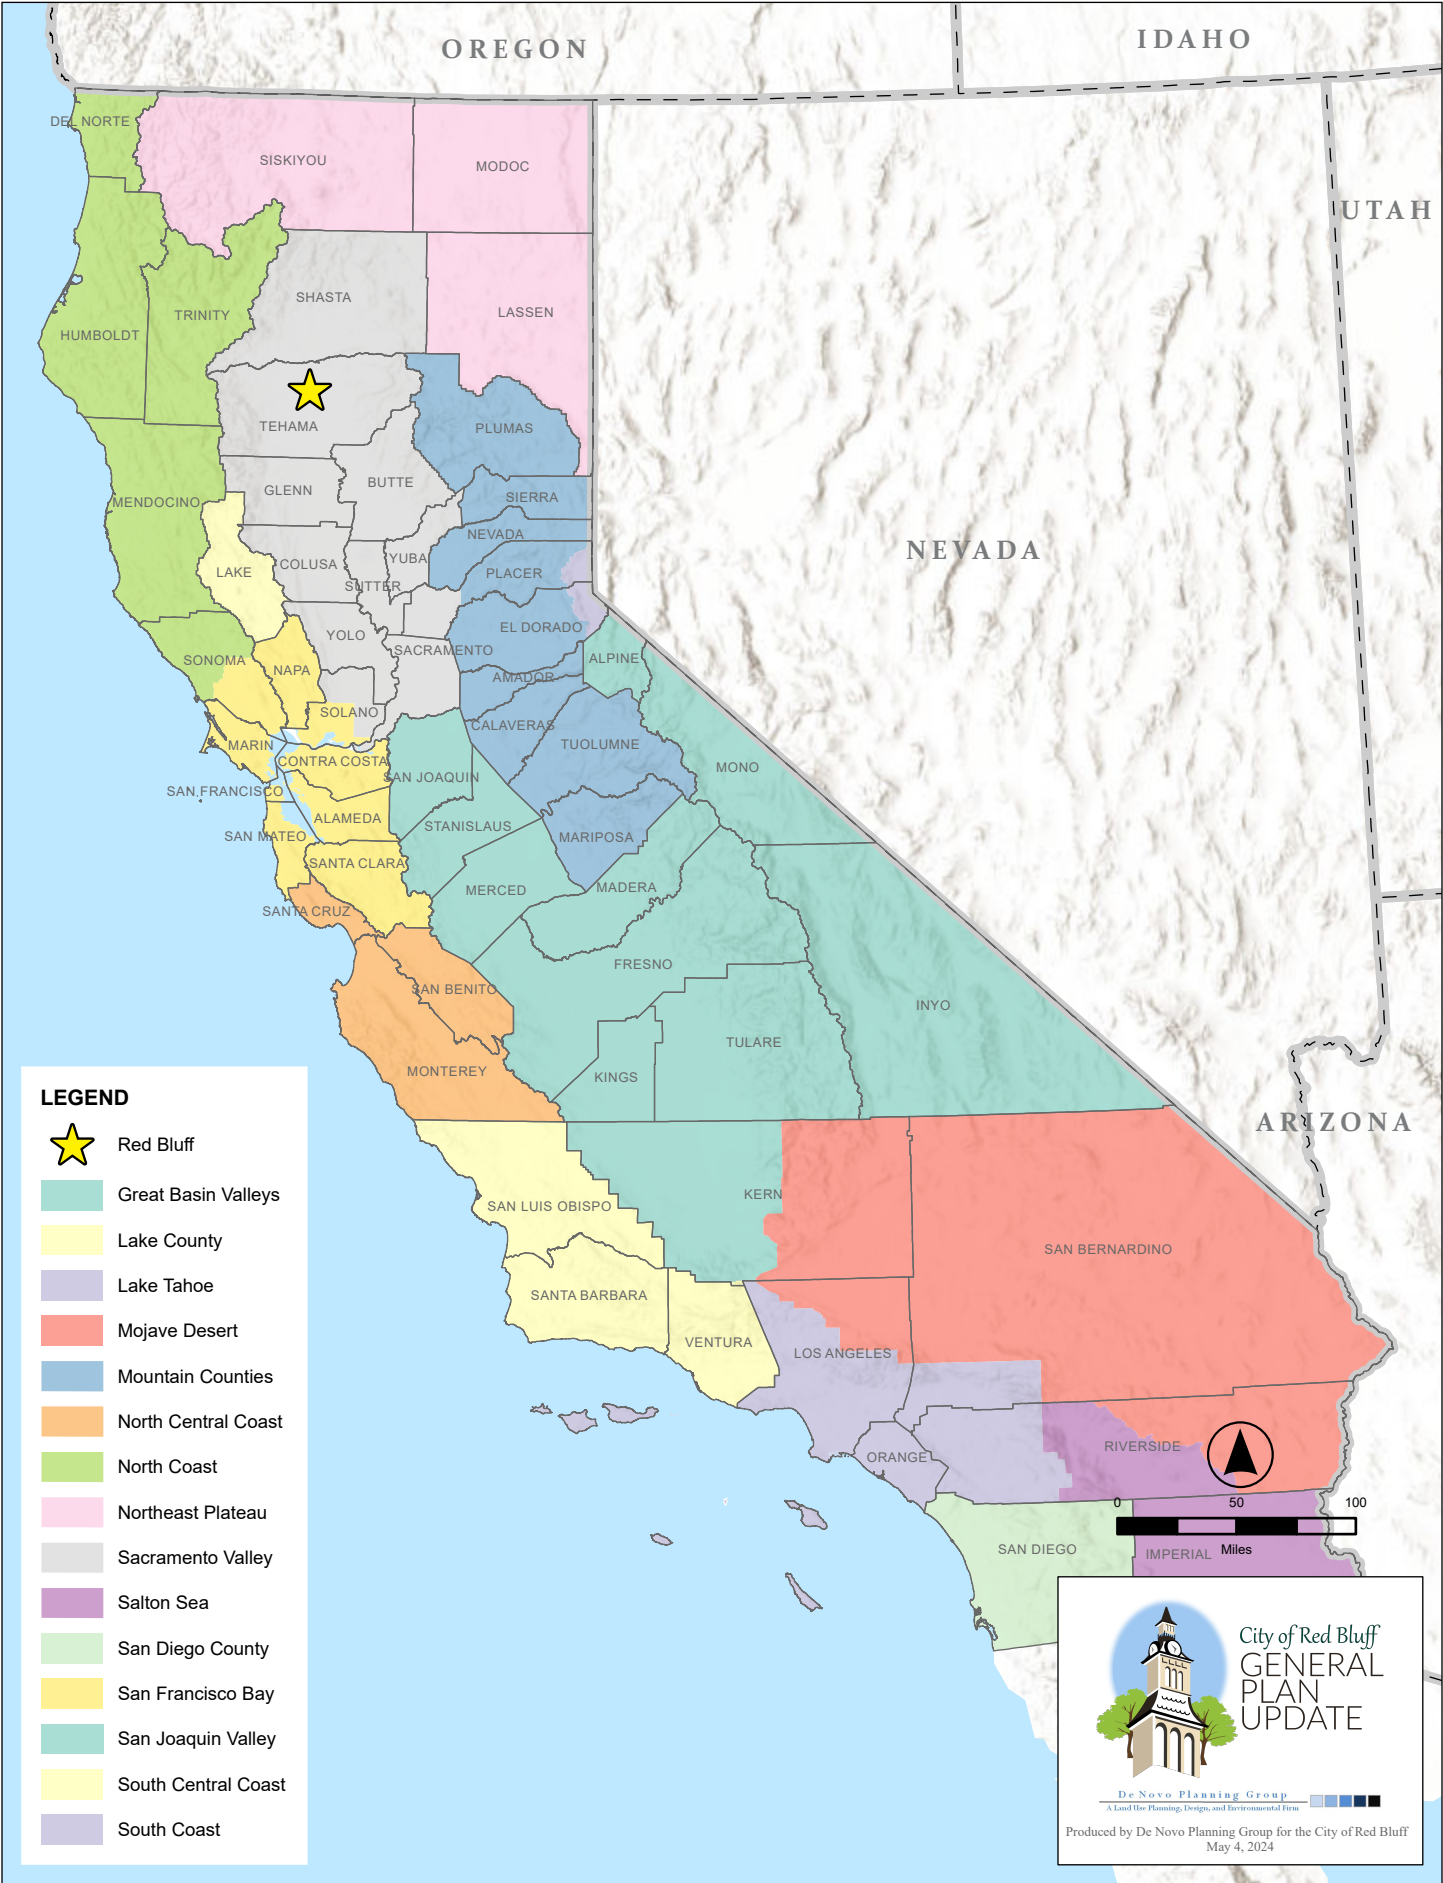 OREGON
IDAHO
UTAH
NEVADA
ARIZONA
DEL NORTE
SISKIYOU
MODOC
HUMBOLDT
TRINITY
SHASTA
LASSEN
TEHAMA
PLUMAS
MENDOCINO
GLENN
BUTTE
SIERRA
NEVADA
LAKE
COLUSA
SUTTER
YUBA
PLACER
SONOMA
NAPA
YOLO
SACRAMENTO
EL DORADO
ALPINE
AMADOR
SOLANO
CALAVERAS
TUOLUMNE
MONO
MARIN
CONTRA COSTA
SAN JOAQUIN
SAN FRANCISCO
ALAMEDA
STANISLAUS
MARIPOSA
SAN MATEO
SANTA CLARA
MERCED
MADERA
SANTA CRUZ
FRESNO
SAN BENITO
INYO
TULARE
MONTEREY
KINGS
KERN
SAN LUIS OBISPO
SAN BERNARDINO
SANTA BARBARA
VENTURA
LOS ANGELES
ORANGE
RIVERSIDE
SAN DIEGO
IMPERIAL
0 50 100
Miles
LEGEND
Red Bluff
Great Basin Valleys
Lake County
Lake Tahoe
Mojave Desert
Mountain Counties
North Central Coast
North Coast
Northeast Plateau
Sacramento Valley
Salton Sea
San Diego County
San Francisco Bay
San Joaquin Valley
South Central Coast
South Coast
City of Red Bluff
GENERAL
PLAN
UPDATE
De Novo Planning Group
A Land Use Planning, Design, and Environmental Firm
Produced by De Novo Planning Group for the City of Red Bluff
May 4, 2024